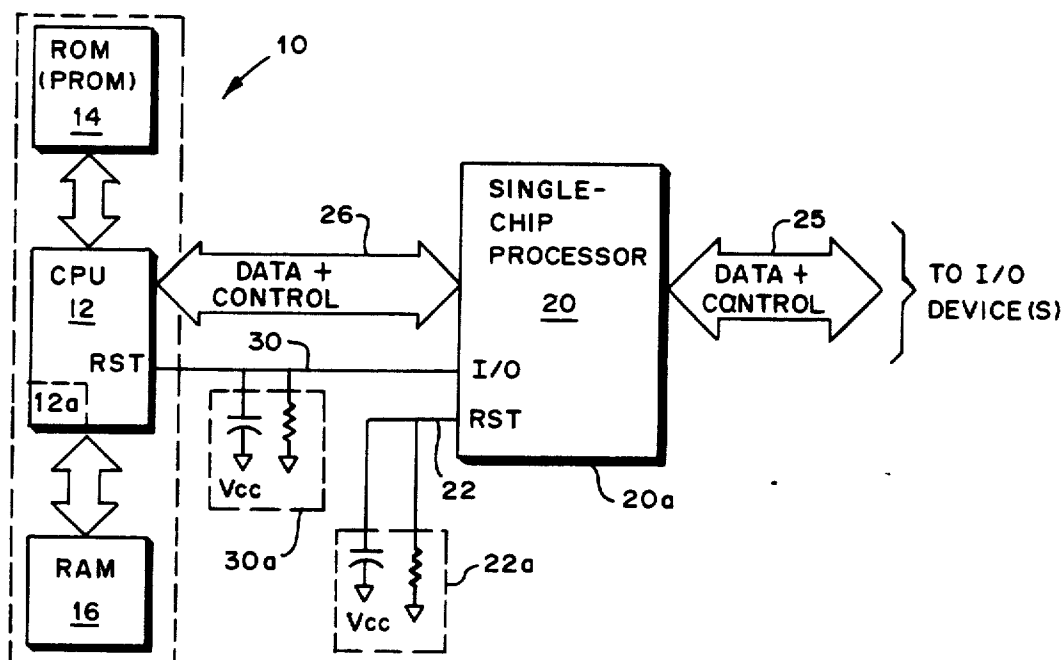 ROM
(PROM)
14
10
CPU
12
RST
12a
RAM
16
26
DATA +
CONTROL
30
Vcc
30a
SINGLE-
CHIP
PROCESSOR
20
I/O
RST
22
20a
Vcc
22a
25
DATA +
CONTROL
TO I/O
DEVICE(S)